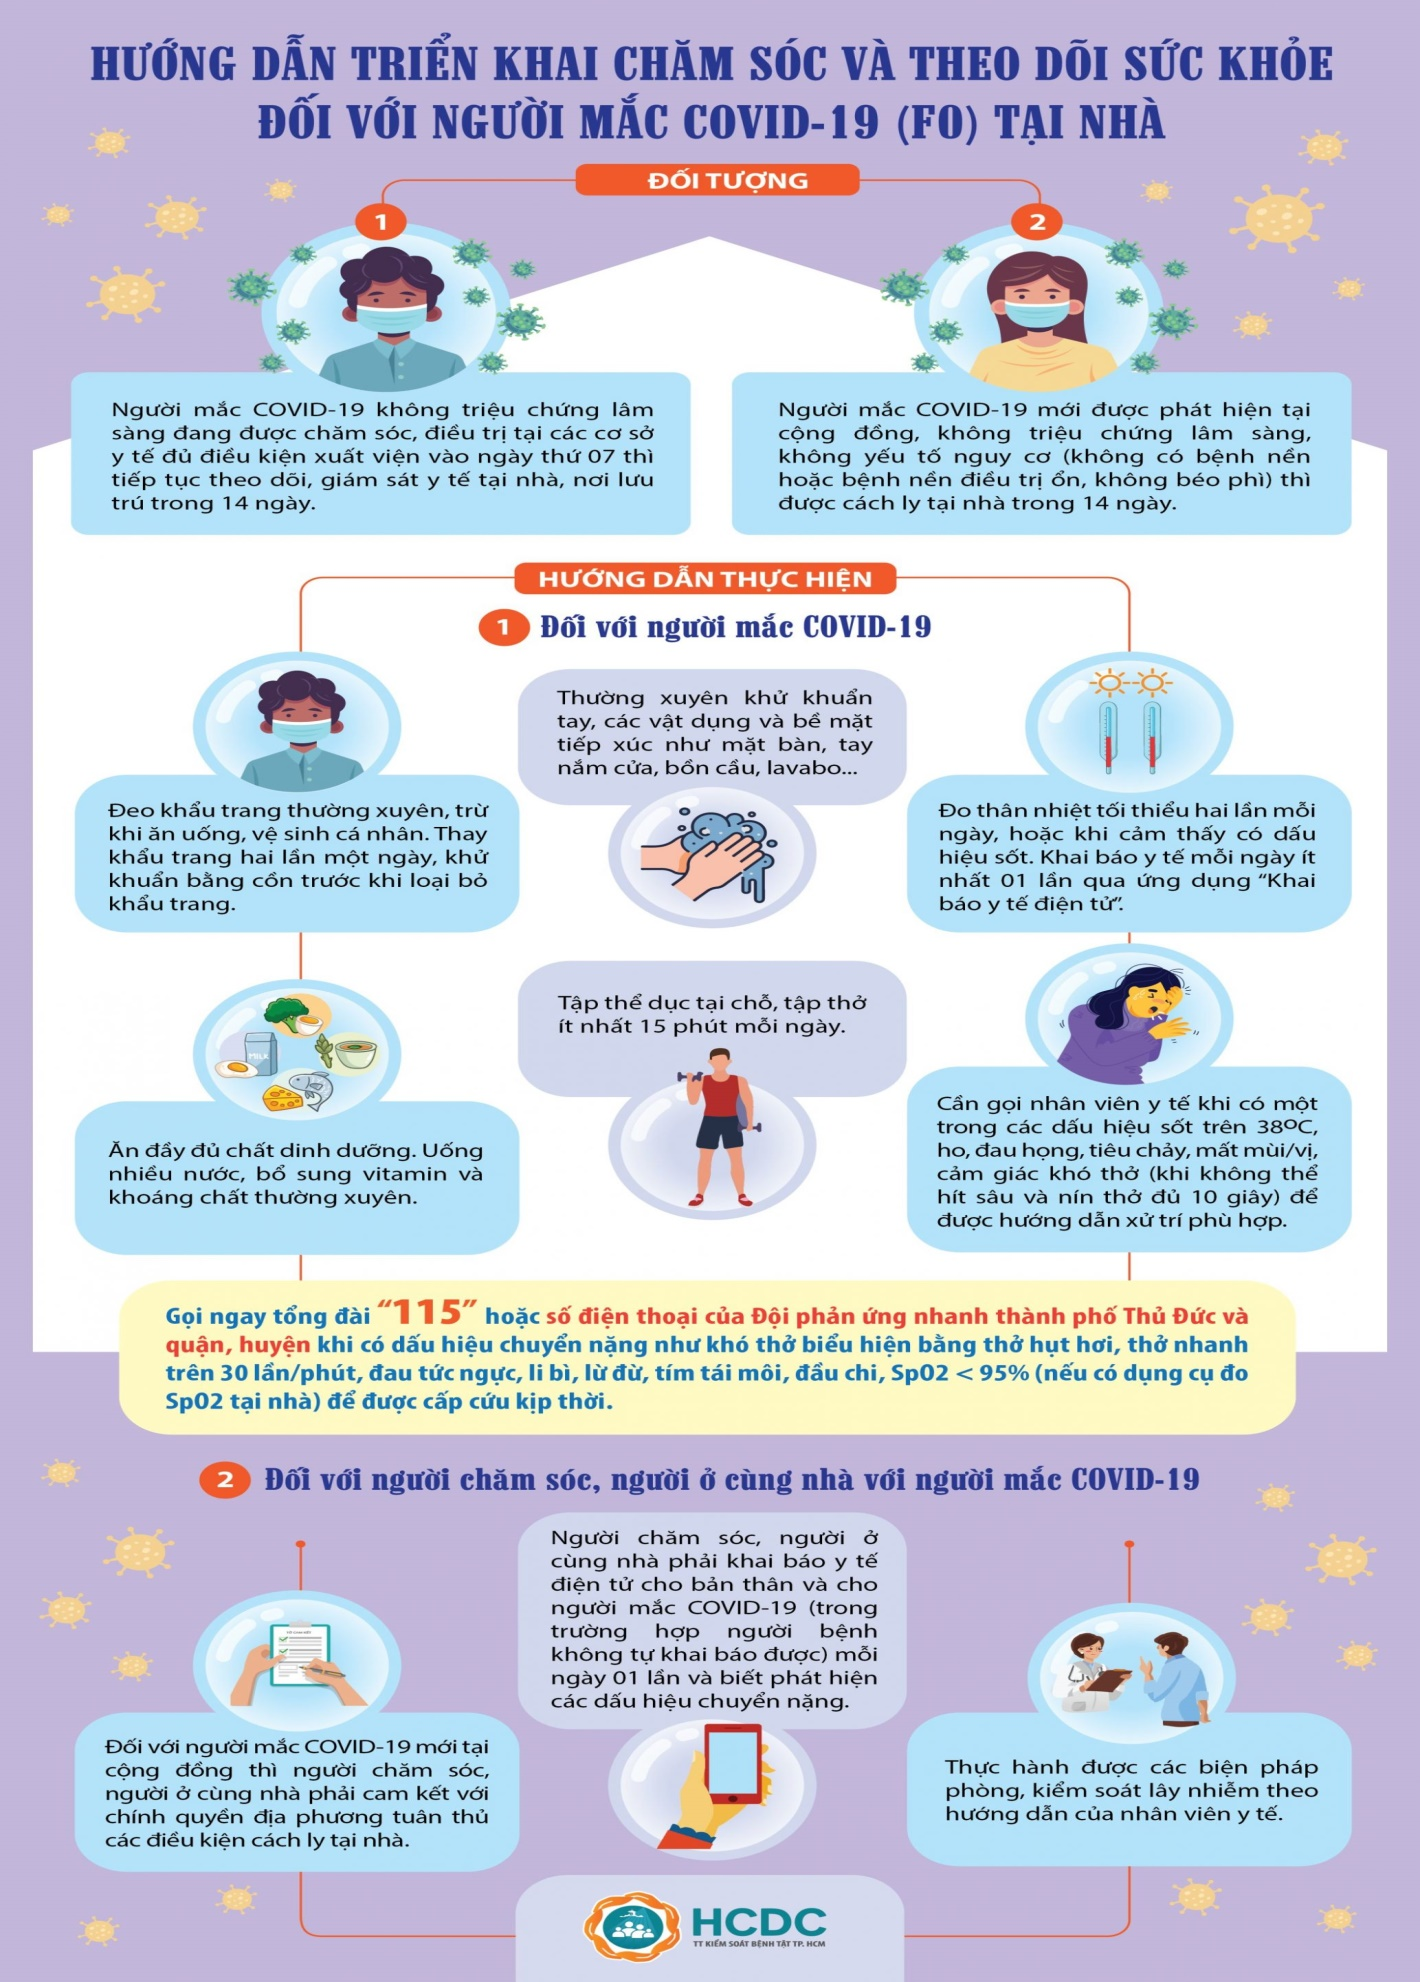 HƯỚNG DẪN TRIỂN KHAI CHĂM SÓC VÀ THEO DÕI SỨC KHỎE
ĐỐI VỚI NGƯỜI MẮC COVID-19 (F0) TẠI NHÀ
ĐỐI TƯỢNG
1
Người mắc COVID-19 không triệu chứng lâm
sàng đang được chăm sóc, điều trị tại các cơ sở
y tế đủ điều kiện xuất viện vào ngày thứ 07 thì
tiếp tục theo dõi, giám sát y tế tại nhà, nơi lưu
trú trong 14 ngày.
2
Người mắc COVID-19 mới được phát hiện tại
cộng đồng, không triệu chứng lâm sàng,
không yếu tố nguy cơ (không có bệnh nền
hoặc bệnh nền điều trị ổn, không béo phì) thì
được cách ly tại nhà trong 14 ngày.
HƯỚNG DẪN THỰC HIỆN
1 Đối với người mắc COVID-19
Đeo khẩu trang thường xuyên, trừ
khi ăn uống, vệ sinh cá nhân. Thay
khẩu trang hai lần một ngày, khử
khuẩn bằng cồn trước khi loại bỏ
khẩu trang.
Thường xuyên khử khuẩn
tay, các vật dụng và bề mặt
tiếp xúc như mặt bàn, tay
nắm cửa, bồn cầu, lavabo...
Đo thân nhiệt tối thiểu hai lần mỗi
ngày, hoặc khi cảm thấy có dấu
hiệu sốt. Khai báo y tế mỗi ngày ít
nhất 01 lần qua ứng dụng “Khai
báo y tế điện tử”.
MILK
Ăn đầy đủ chất dinh dưỡng. Uống
nhiều nước, bổ sung vitamin và
khoáng chất thường xuyên.
Tập thể dục tại chỗ, tập thở
ít nhất 15 phút mỗi ngày.
Cần gọi nhân viên y tế khi có một
trong các dấu hiệu sốt trên 38ºC,
ho, đau họng, tiêu chảy, mất mùi/vị,
cảm giác khó thở (khi không thể
hít sâu và nín thở đủ 10 giây) để
được hướng dẫn xử trí phù hợp.
Gọi ngay tổng đài “115” hoặc số điện thoại của Đội phản ứng nhanh thành phố Thủ Đức và
quận, huyện khi có dấu hiệu chuyển nặng như khó thở biểu hiện bằng thở hụt hơi, thở nhanh
trên 30 lần/phút, đau tức ngực, li bì, lừ đừ, tím tái môi, đầu chi, SpO2 < 95% (nếu có dụng cụ đo
SpO2 tại nhà) để được cấp cứu kịp thời.
2 Đối với người chăm sóc, người ở cùng nhà với người mắc COVID-19
Đối với người mắc COVID-19 mới tại
cộng đồng thì người chăm sóc,
người ở cùng nhà phải cam kết với
chính quyền địa phương tuân thủ
các điều kiện cách ly tại nhà.
Người chăm sóc, người ở
cùng nhà phải khai báo y tế
điện tử cho bản thân và cho
người mắc COVID-19 (trong
trường hợp người bệnh
không tự khai báo được) mỗi
ngày 01 lần và biết phát hiện
các dấu hiệu chuyển nặng.
Thực hành được các biện pháp
phòng, kiểm soát lây nhiễm theo
hướng dẫn của nhân viên y tế.
HCDC
TT KIỂM SOÁT BỆNH TẬT TP. HCM